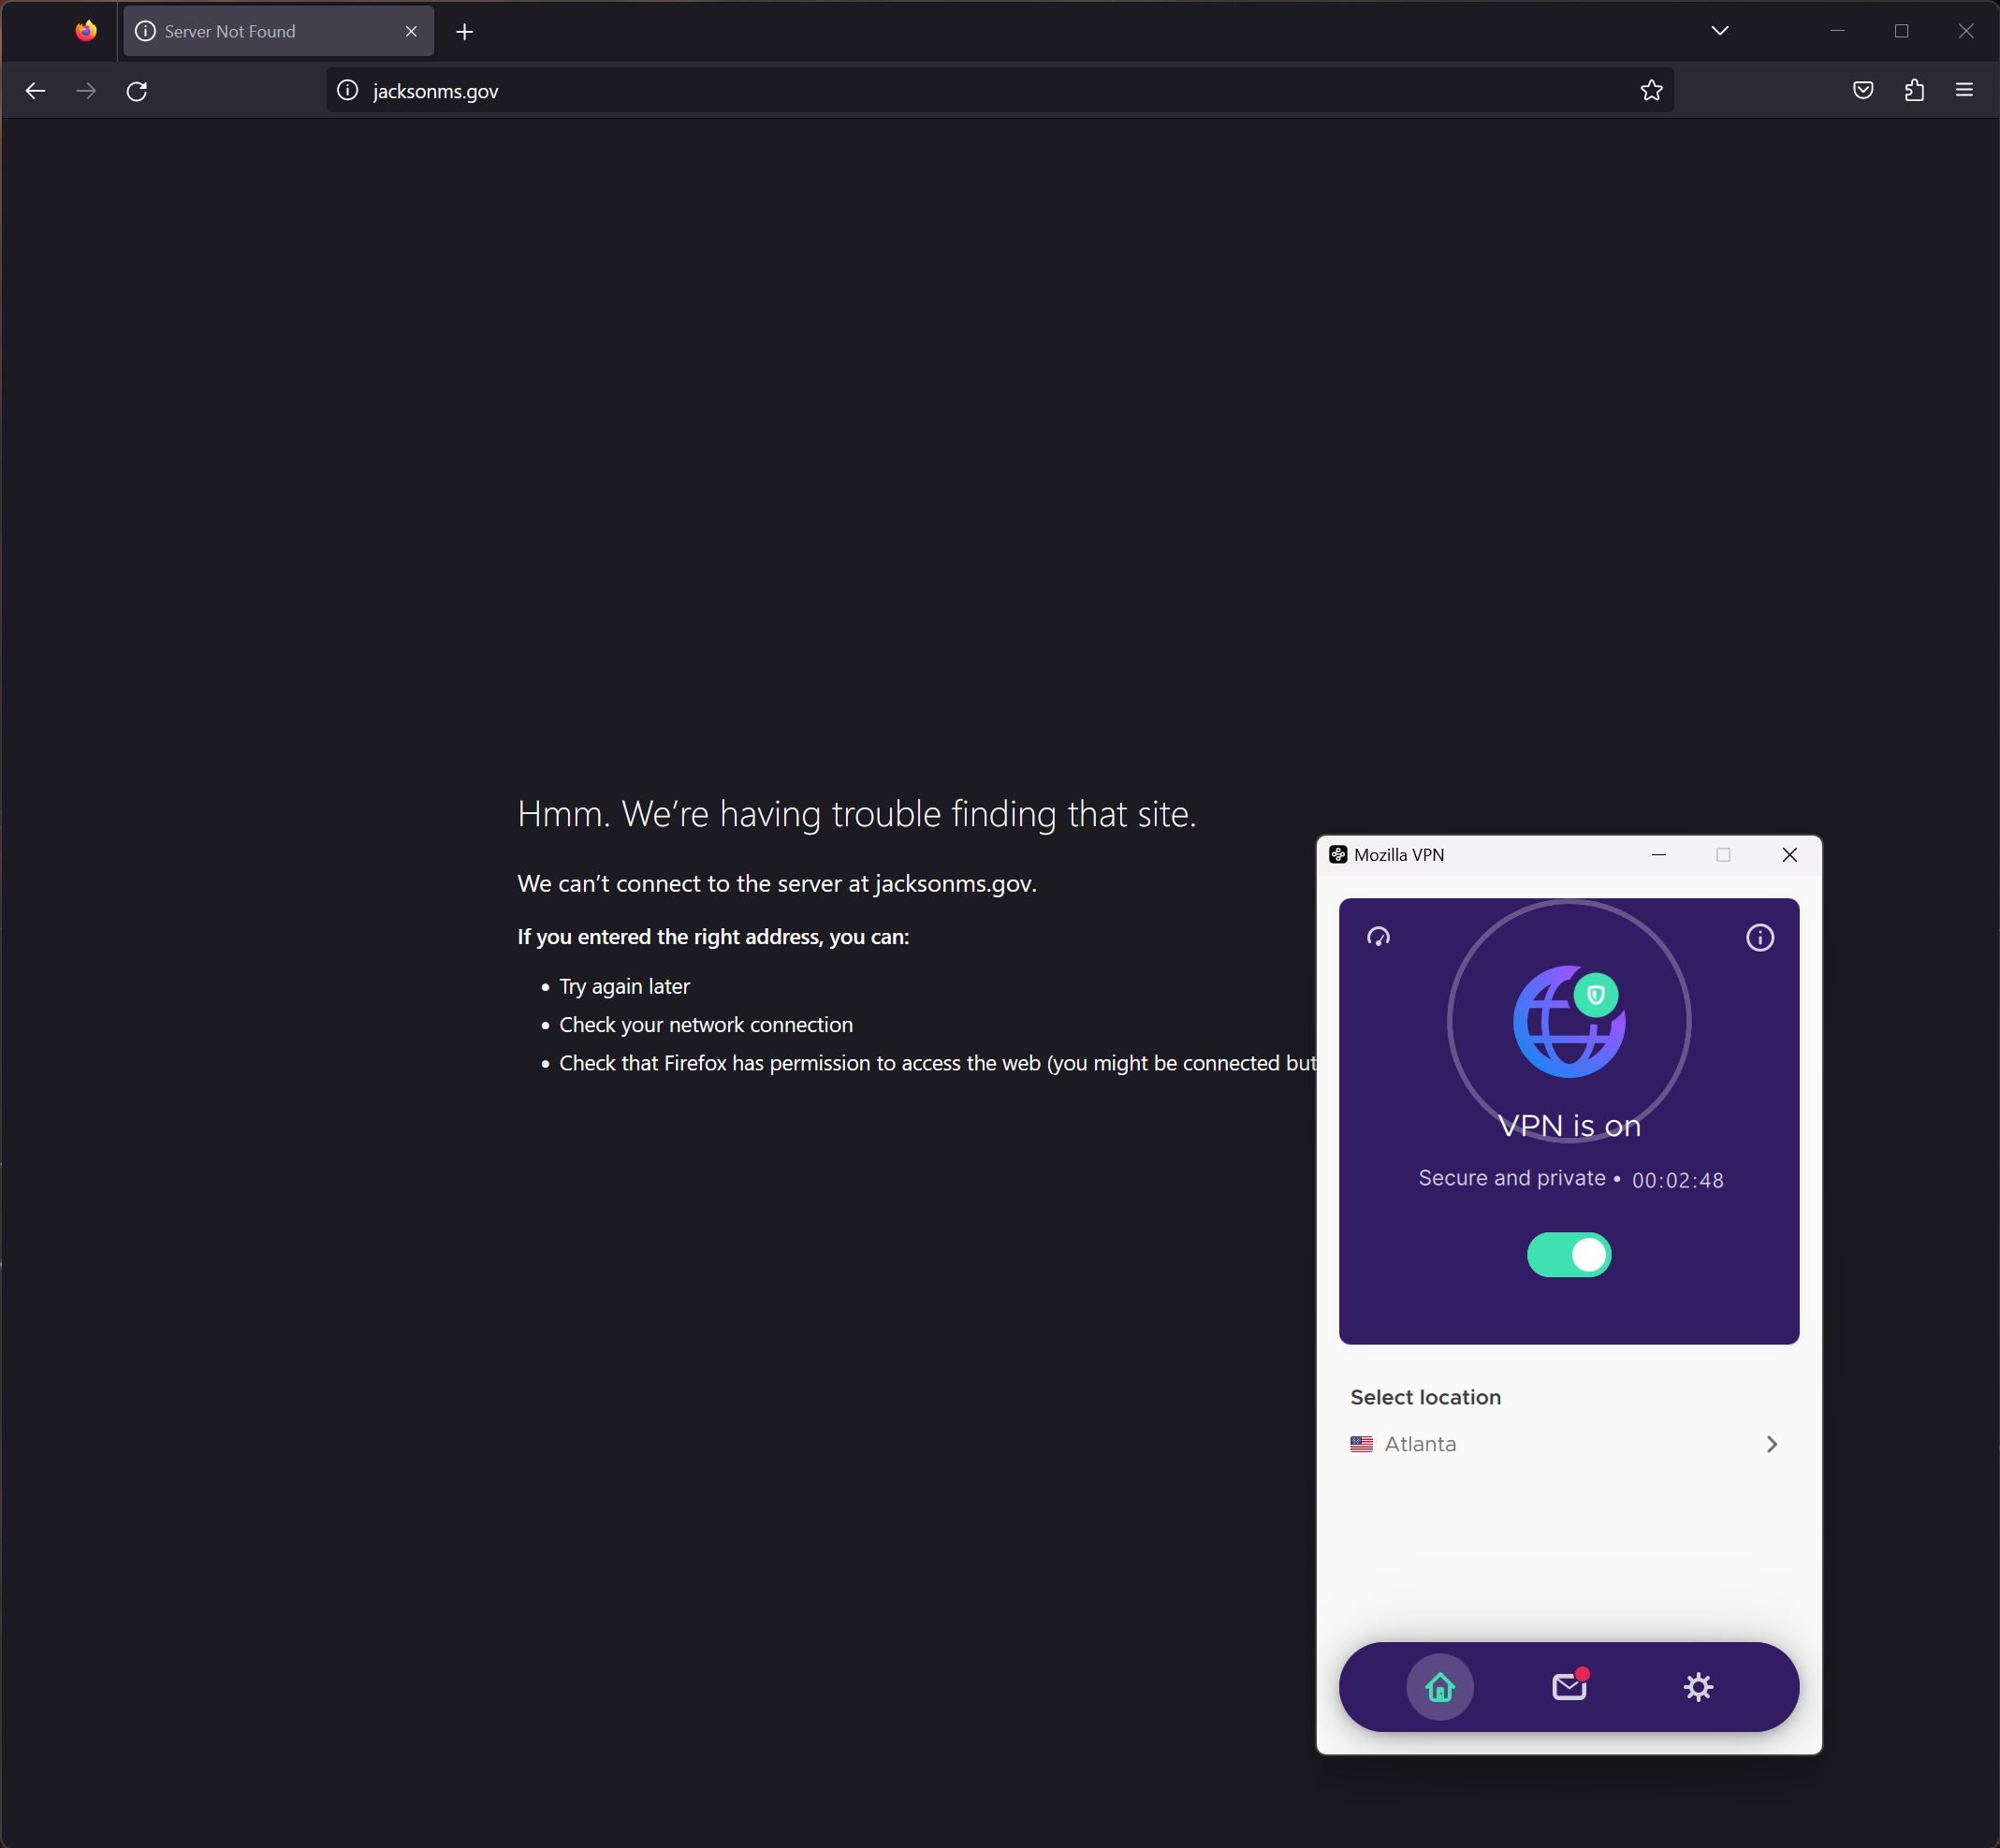 Server Not Found
jacksonms.gov
Hmm. We’re having trouble finding that site.
We can’t connect to the server at jacksonms.gov.
If you entered the right address, you can:
Try again later
Check your network connection
Check that Firefox has permission to access the web (you might be connected but
Mozilla VPN
VPN is on
Secure and private • 00:02:48
Select location
Atlanta